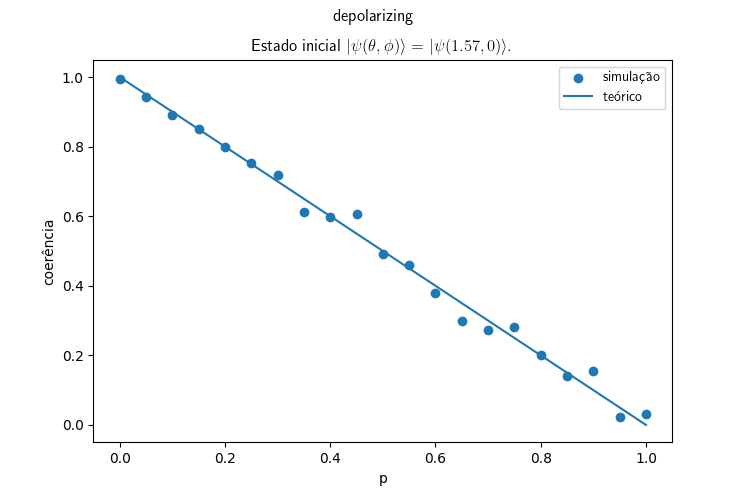 depolarizing
Estado inicial |ψ(θ, ϕ)⟩ = |ψ(1.57, 0)⟩.
simulação
teórico
coerência
1.0
0.8
0.6
0.4
0.2
0.0
0.0 0.2 0.4 0.6 0.8 1.0
p